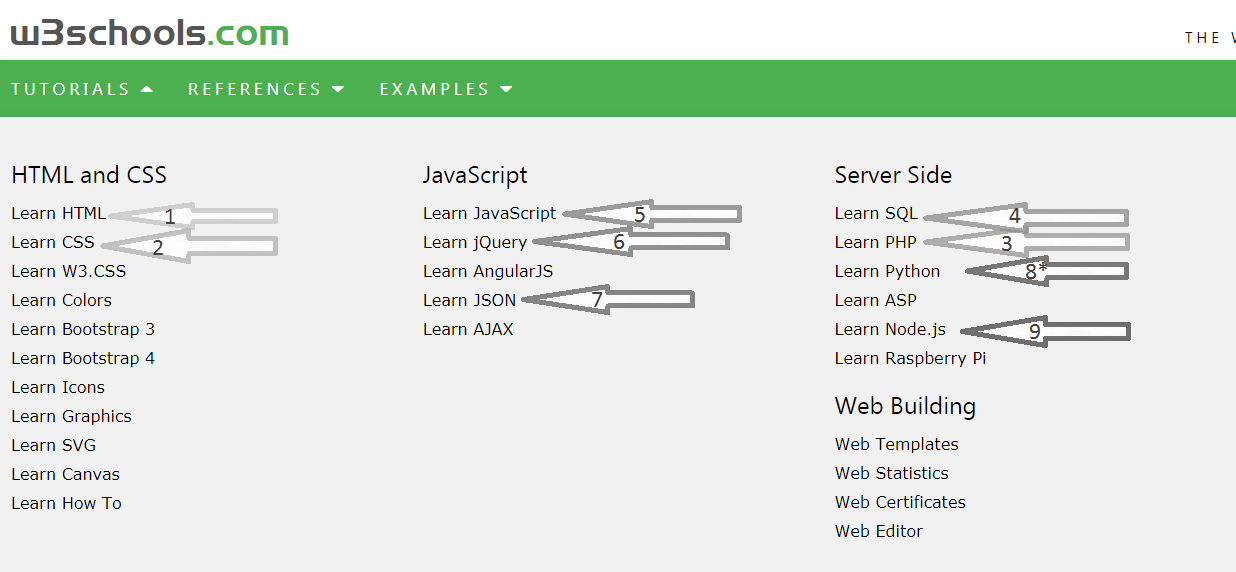 w3schools.com
THE W
TUTORIALS REFERENCES EXAMPLES
HTML and CSS
Learn HTML 1
Learn CSS 2
Learn W3.CSS
Learn Colors
Learn Bootstrap 3
Learn Bootstrap 4
Learn Icons
Learn Graphics
Learn SVG
Learn Canvas
Learn How To
JavaScript
Learn JavaScript 5
Learn jQuery 6
Learn AngularJS
Learn JSON 7
Learn AJAX
Server Side
Learn SQL 4
Learn PHP 3
Learn Python 8*
Learn ASP
Learn Node.js 9
Learn Raspberry Pi
Web Building
Web Templates
Web Statistics
Web Certificates
Web Editor